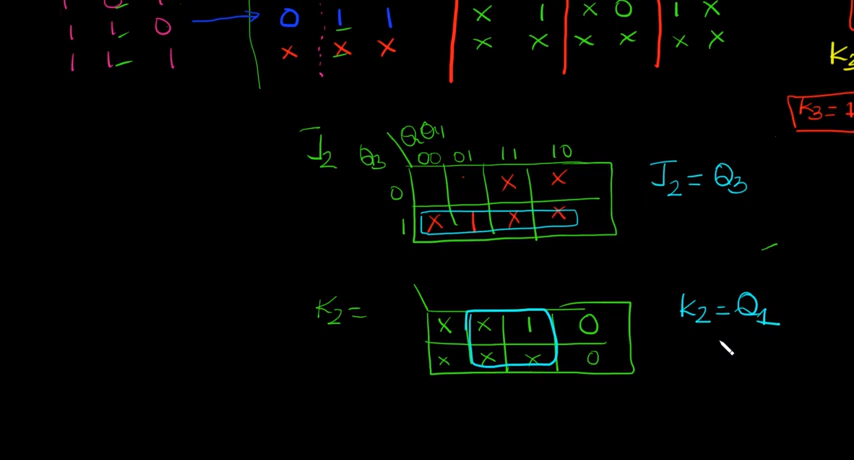 1 1 0 0 1 1 x 1 x 0 1 x
1 1 1 x x x x x x x x x
K2
K3 = 1
J2 Q3 Q2Q1
00 01 11 10
0 x x
1 x 1 x x
J2 = Q3
K2 =
x x 1 0
x x x 0
K2 = Q1